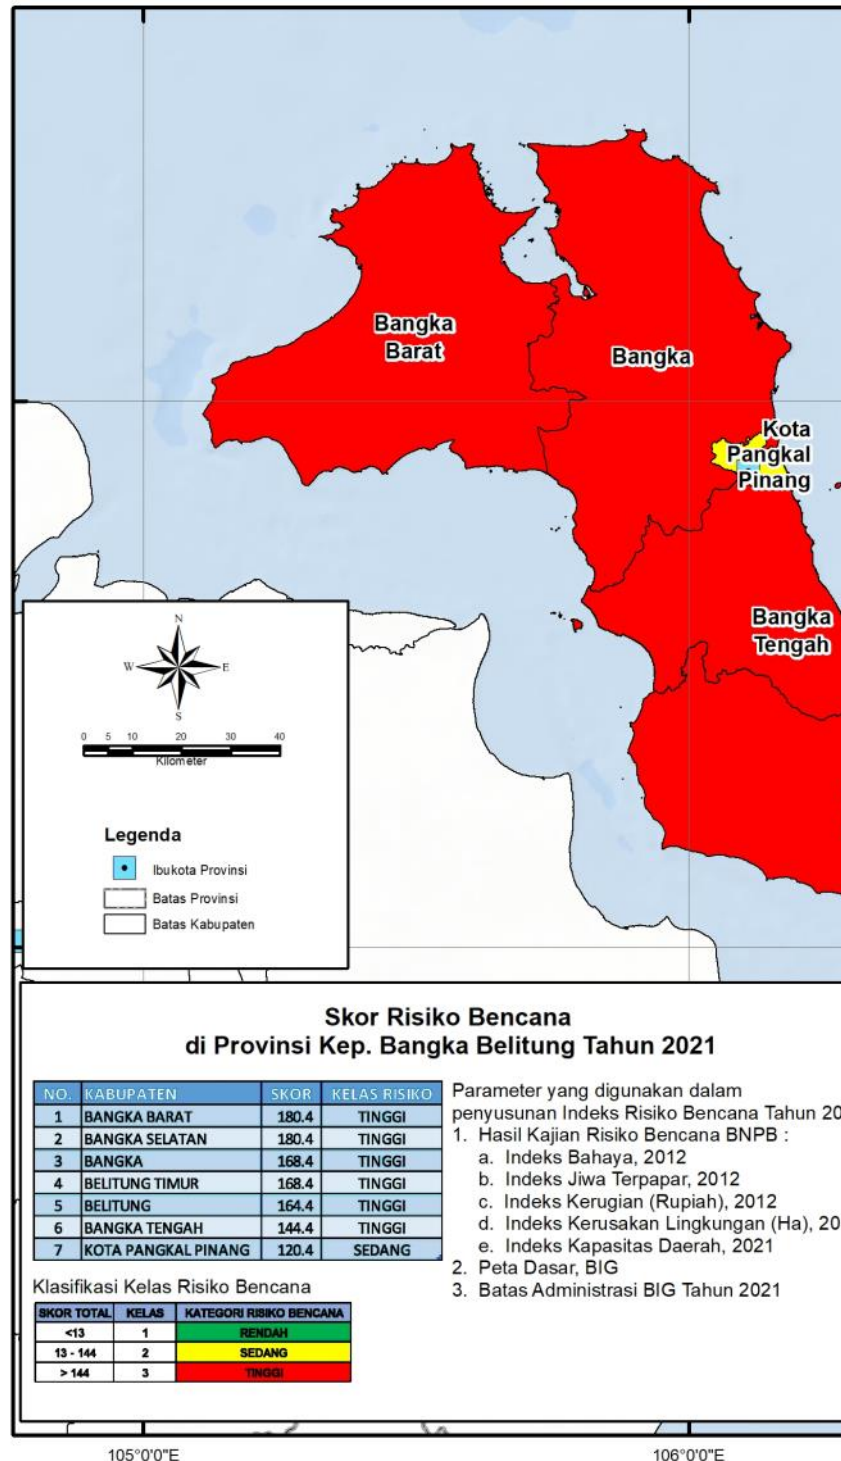 Bangka
Barat
Bangka
Kota
Pangkal
Pinang
Bangka
Tengah
N
W E
S
0 5 10 20 30 40
Kilometer
Legenda
Ibukota Provinsi
Batas Provinsi
Batas Kabupaten
Skor Risiko Bencana
di Provinsi Kep. Bangka Belitung Tahun 2021
NO. KABUPATEN SKOR KELAS RISIKO
1 BANGKA BARAT 180.4 TINGGI
2 BANGKA SELATAN 180.4 TINGGI
3 BANGKA 168.4 TINGGI
4 BELITUNG TIMUR 168.4 TINGGI
5 BELITUNG 164.4 TINGGI
6 BANGKA TENGAH 144.4 TINGGI
7 KOTA PANGKAL PINANG 120.4 SEDANG
Klasifikasi Kelas Risiko Bencana
SKOR TOTAL KELAS KATEGORI RISIKO BENCANA
<13 1 RENDAH
13 - 144 2 SEDANG
> 144 3 TINGGI
Parameter yang digunakan dalam
penyusunan Indeks Risiko Bencana Tahun 20
1. Hasil Kajian Risiko Bencana BNPB :
a. Indeks Bahaya, 2012
b. Indeks Jiwa Terpapar, 2012
c. Indeks Kerugian (Rupiah), 2012
d. Indeks Kerusakan Lingkungan (Ha), 20
e. Indeks Kapasitas Daerah, 2021
2. Peta Dasar, BIG
3. Batas Administrasi BIG Tahun 2021
105°0'0"E 106°0'0"E